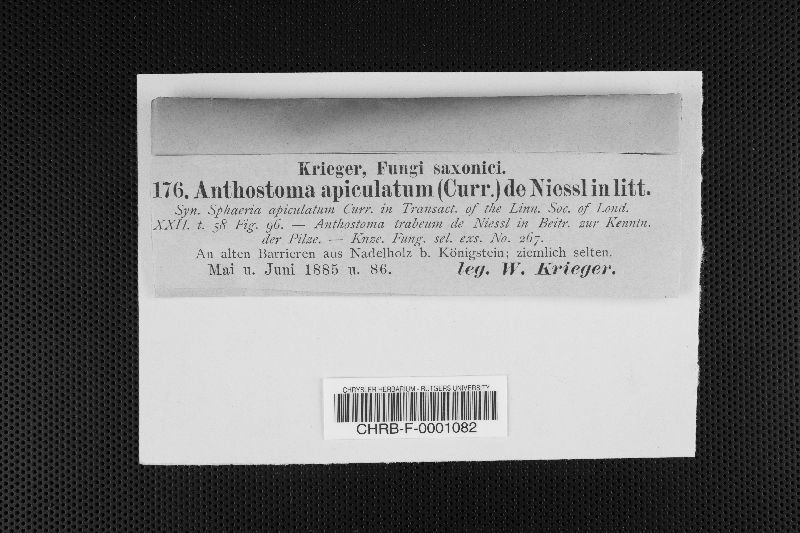 Krieger, Fungi saxonici.
176. Anthostoma apiculatum (Curr.) de Niessl in litt.
Syn. Sphaeria apiculatum Curr. in Transact. of the Linn. Soc. of Lond.
XXII. t. 58 Fig. 96. — Anthostoma trabeum de Niessl in Beitr. zur Kenntn.
der Pilze. — Knze. Fung. sel. exs. No. 267.
An alten Barrieren aus Nadelholz b. Königstein; ziemlich selten.
Mai u. Juni 1885 u. 86. leg. W. Krieger.
CHRYSLER HERBARIUM - RUTGERS UNIVERSITY
CHRB-F-0001082